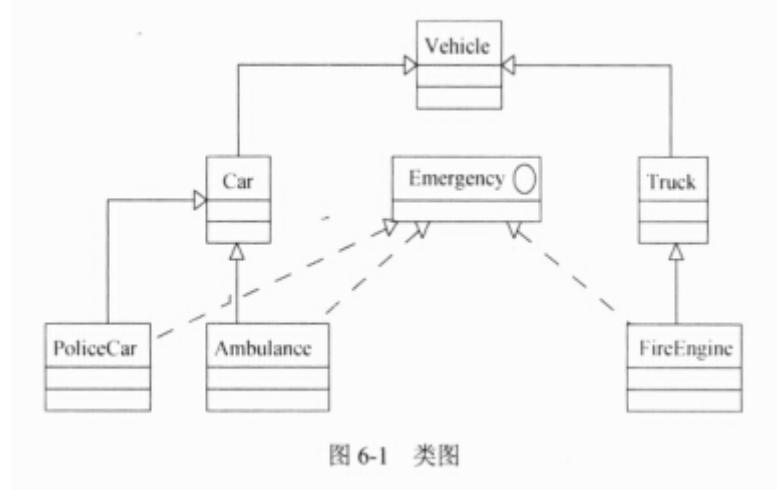 Vehicle
Car
Emergency
Truck
PoliceCar
Ambulance
FireEngine
图 6-1 类图